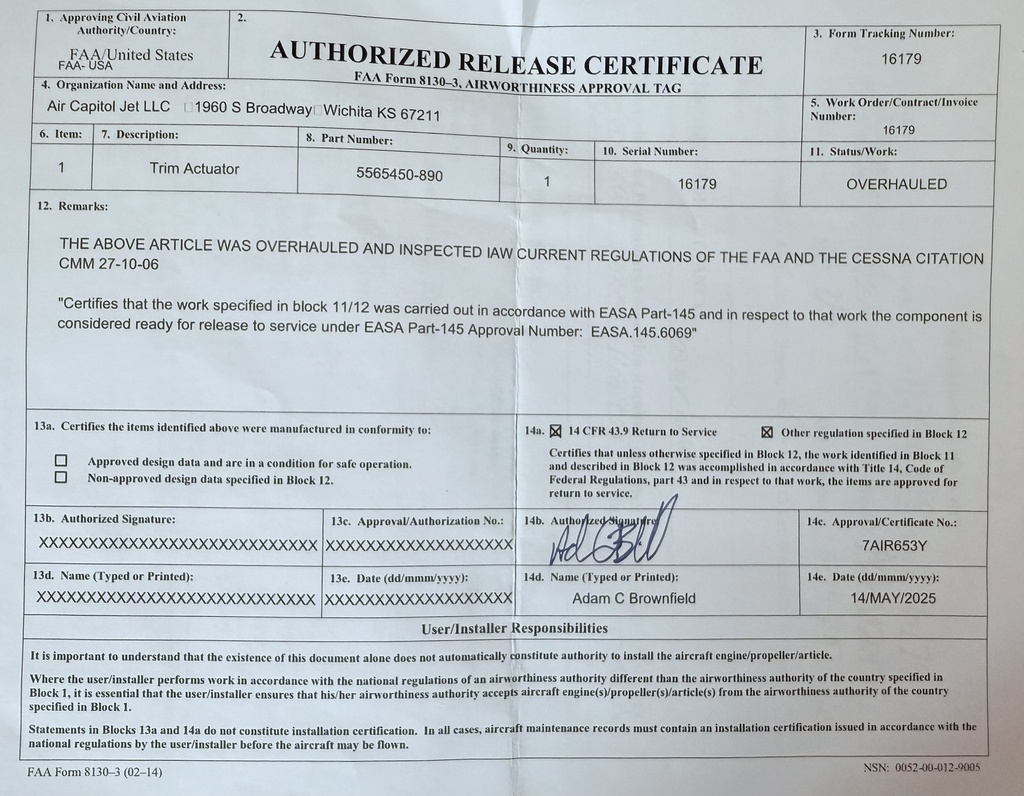 1. Approving Civil Aviation
Authority/Country:
FAA/United States
FAA- USA
2.
AUTHORIZED RELEASE CERTIFICATE
FAA Form 8130–3, AIRWORTHINESS APPROVAL TAG
3. Form Tracking Number:
16179
4. Organization Name and Address:
Air Capitol Jet LLC □1960 S Broadway□Wichita KS 67211
5. Work Order/Contract/Invoice
Number:
16179
6. Item:
1
7. Description:
Trim Actuator
8. Part Number:
5565450-890
9. Quantity:
1
10. Serial Number:
16179
11. Status/Work:
OVERHAULED
12. Remarks:
THE ABOVE ARTICLE WAS OVERHAULED AND INSPECTED IAW CURRENT REGULATIONS OF THE FAA AND THE CESSNA CITATION
CMM 27-10-06
"Certifies that the work specified in block 11/12 was carried out in accordance with EASA Part-145 and in respect to that work the component is
considered ready for release to service under EASA Part-145 Approval Number: EASA.145.6069"
13a. Certifies the items identified above were manufactured in conformity to:
☐ Approved design data and are in a condition for safe operation.
☐ Non-approved design data specified in Block 12.
14a. ☒ 14 CFR 43.9 Return to Service ☒ Other regulation specified in Block 12
Certifies that unless otherwise specified in Block 12, the work identified in Block 11
and described in Block 12 was accomplished in accordance with Title 14, Code of
Federal Regulations, part 43 and in respect to that work, the items are approved for
return to service.
13b. Authorized Signature:
XXXXXXXXXXXXXXXXXXXXXXXXXXXX
13c. Approval/Authorization No.:
XXXXXXXXXXXXXXXXXXX
14b. Authorized Signature
14c. Approval/Certificate No.:
7AIR653Y
13d. Name (Typed or Printed):
XXXXXXXXXXXXXXXXXXXXXXXXXXXX
13e. Date (dd/mmm/yyyy):
XXXXXXXXXXXXXXXXXXX
14d. Name (Typed or Printed):
Adam C Brownfield
14e. Date (dd/mmm/yyyy):
14/MAY/2025
User/Installer Responsibilities
It is important to understand that the existence of this document alone does not automatically constitute authority to install the aircraft engine/propeller/article.
Where the user/installer performs work in accordance with the national regulations of an airworthiness authority different than the airworthiness authority of the country specified in
Block 1, it is essential that the user/installer ensures that his/her airworthiness authority accepts aircraft engine(s)/propeller(s)/article(s) from the airworthiness authority of the country
specified in Block 1.
Statements in Blocks 13a and 14a do not constitute installation certification. In all cases, aircraft maintenance records must contain an installation certification issued in accordance with the
national regulations by the user/installer before the aircraft may be flown.
FAA Form 8130–3 (02-14)
NSN: 0052-00-012-9005